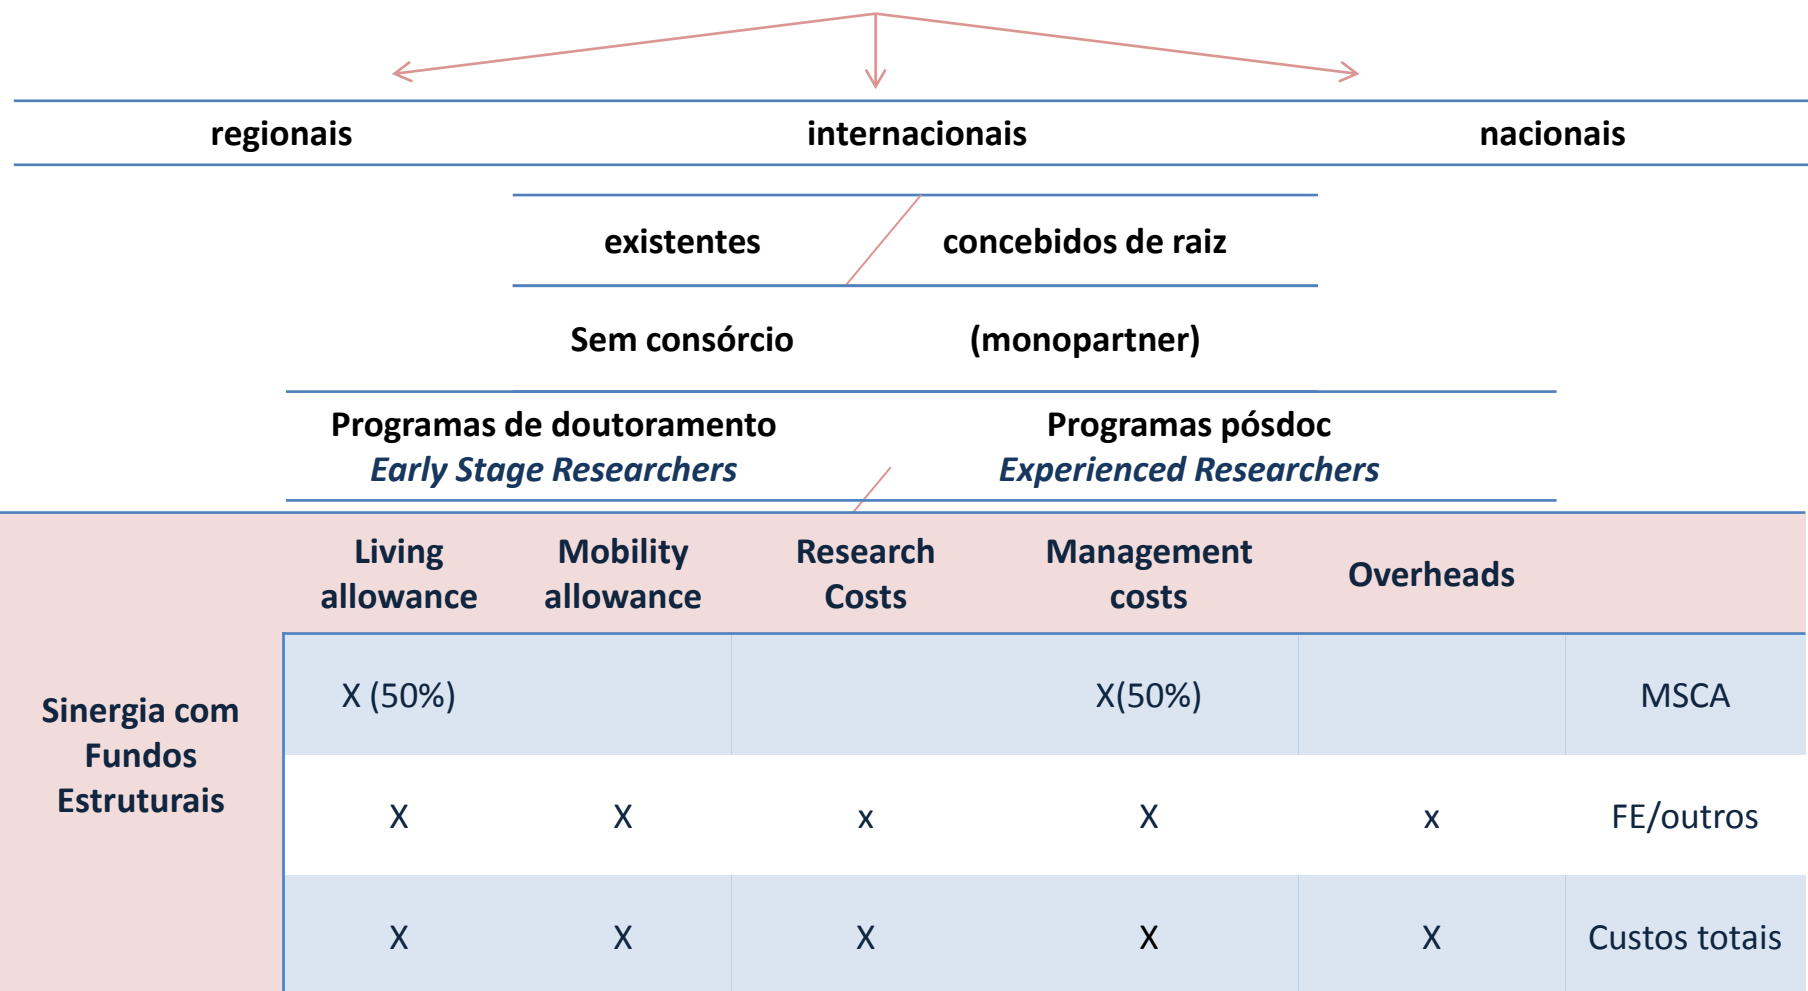 regionais internacionais nacionais
existentes concebidos de raiz
Sem consórcio (monopartner)
Programas de doutoramento Programas pósdoc
Early Stage Researchers Experienced Researchers
Living Mobility Research Management
allowance allowance Costs costs Overheads
Sinergia com
Fundos
Estruturais
X (50%) X(50%) MSCA
X X x X x FE/outros
X X X X X Custos totais